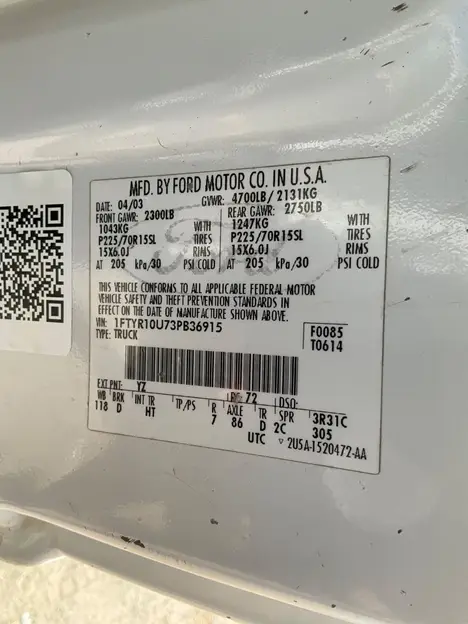 MFD. BY FORD MOTOR CO. IN U.S.A.
DATE: 04/03 GVWR: 4700LB/ 2131KG
FRONT GAWR: 2300LB REAR GAWR: 2750LB
1043KG WITH 1247KG WITH
P225/70R15SL TIRES P225/70R15SL TIRES
15X6.0J RIMS 15X6.0J RIMS
AT 205 kPa/30 PSI COLD AT 205 kPa/30 PSI COLD
THIS VEHICLE CONFORMS TO ALL APPLICABLE FEDERAL MOTOR
VEHICLE SAFETY AND THEFT PREVENTION STANDARDS IN
EFFECT ON THE DATE OF MANUFACTURE SHOWN ABOVE.
VIN: 1FTYR10U73PB36915 F0085
TYPE: TRUCK T0614
EXT PNT: YZ RC: 72 DSO:
WB BRK INT TR TP/PS R AXLE TR SPR 3R31C
118 D HT 7 86 D 2C 305
UTC ▽ 2U5A-1520472-AA
Ford